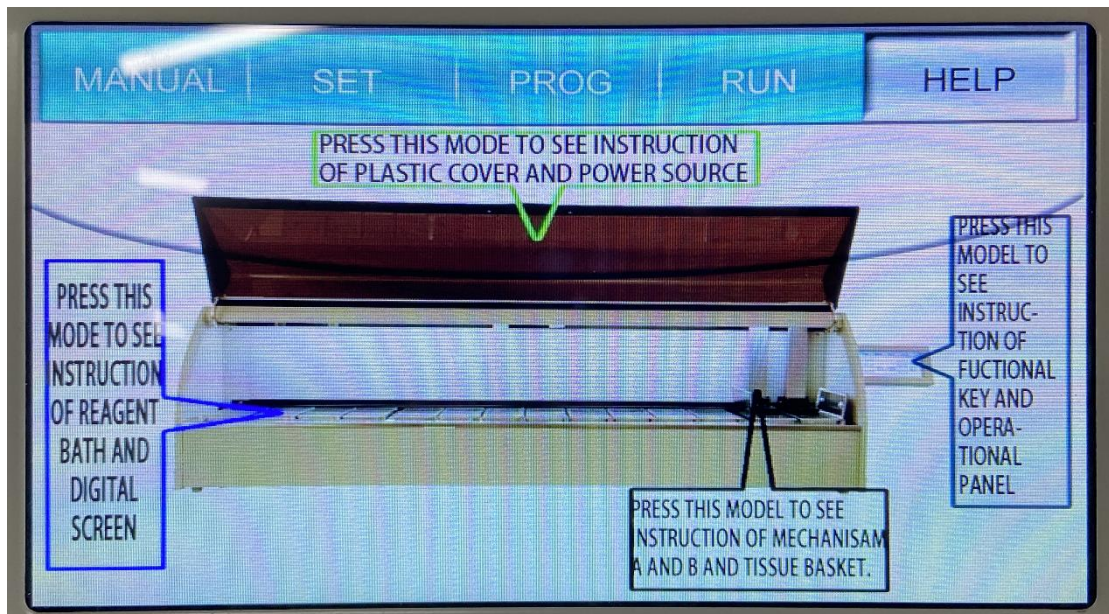 MANUAL
SET
PROG
RUN
HELP
PRESS THIS MODE TO SEE INSTRUCTION
OF PLASTIC COVER AND POWER SOURCE
PRESS THIS
MODE TO SEE
INSTRUCTION
OF REAGENT
BATH AND
DIGITAL
SCREEN
PRESS THIS
MODEL TO
SEE
INSTRUC-
TION OF
FUCTIONAL
KEY AND
OPERA-
TIONAL
PANEL
PRESS THIS MODEL TO SEE
INSTRUCTION OF MECHANISAM
A AND B AND TISSUE BASKET.